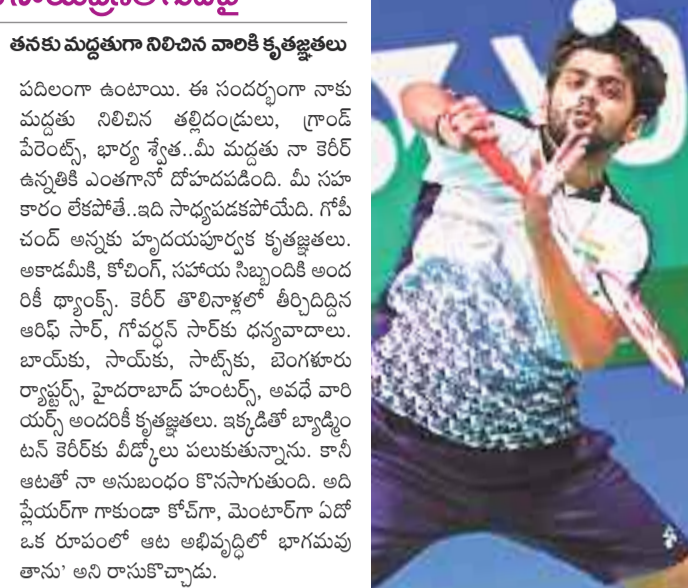 తనకు మద్దతుగా నిలిచిన వారికి కృతజ్ఞతలు
పదిలంగా ఉంటాయి. ఈ సందర్భంగా నాకు
మద్దతు నిలిచిన తల్లిదండ్రులు, గ్రాండ్
పేరెంట్స్, భార్య శ్వేత..మీ మద్దతు నా కెరీర్
ఉన్నతికి ఎంతగానో దోహదపడింది. మీ సహ
కారం లేకపోతే..ఇది సాధ్యపడకపోయేది. గోపీ
చంద్ అన్నకు హృదయపూర్వక కృతజ్ఞతలు.
అకాడమీకి, కోచింగ్, సహాయ సిబ్బందికి అంద
రికీ థ్యాంక్స్. కెరీర్ తొలినాళ్లలో తీర్చిదిద్దిన
ఆరిఫ్ సార్, గోవర్ధన్ సార్‌కు ధన్యవాదాలు.
బాయ్‌కు, సాయ్‌కు, సాట్స్‌కు, బెంగళూరు
ర్యాప్టర్స్, హైదరాబాద్ హంటర్స్, అవధే వారి
యర్స్ అందరికీ కృతజ్ఞతలు. ఇక్కడితో బ్యాడ్మిం
టన్ కెరీర్‌కు వీడ్కోలు పలుకుతున్నాను. కానీ
ఆటతో నా అనుబంధం కొనసాగుతుంది. అది
ప్లేయర్‌గా గాకుండా కోచ్‌గా, మెంటార్‌గా ఏదో
ఒక రూపంలో ఆట అభివృద్ధిలో భాగమవు
తాను' అని రాసుకొచ్చాడు.